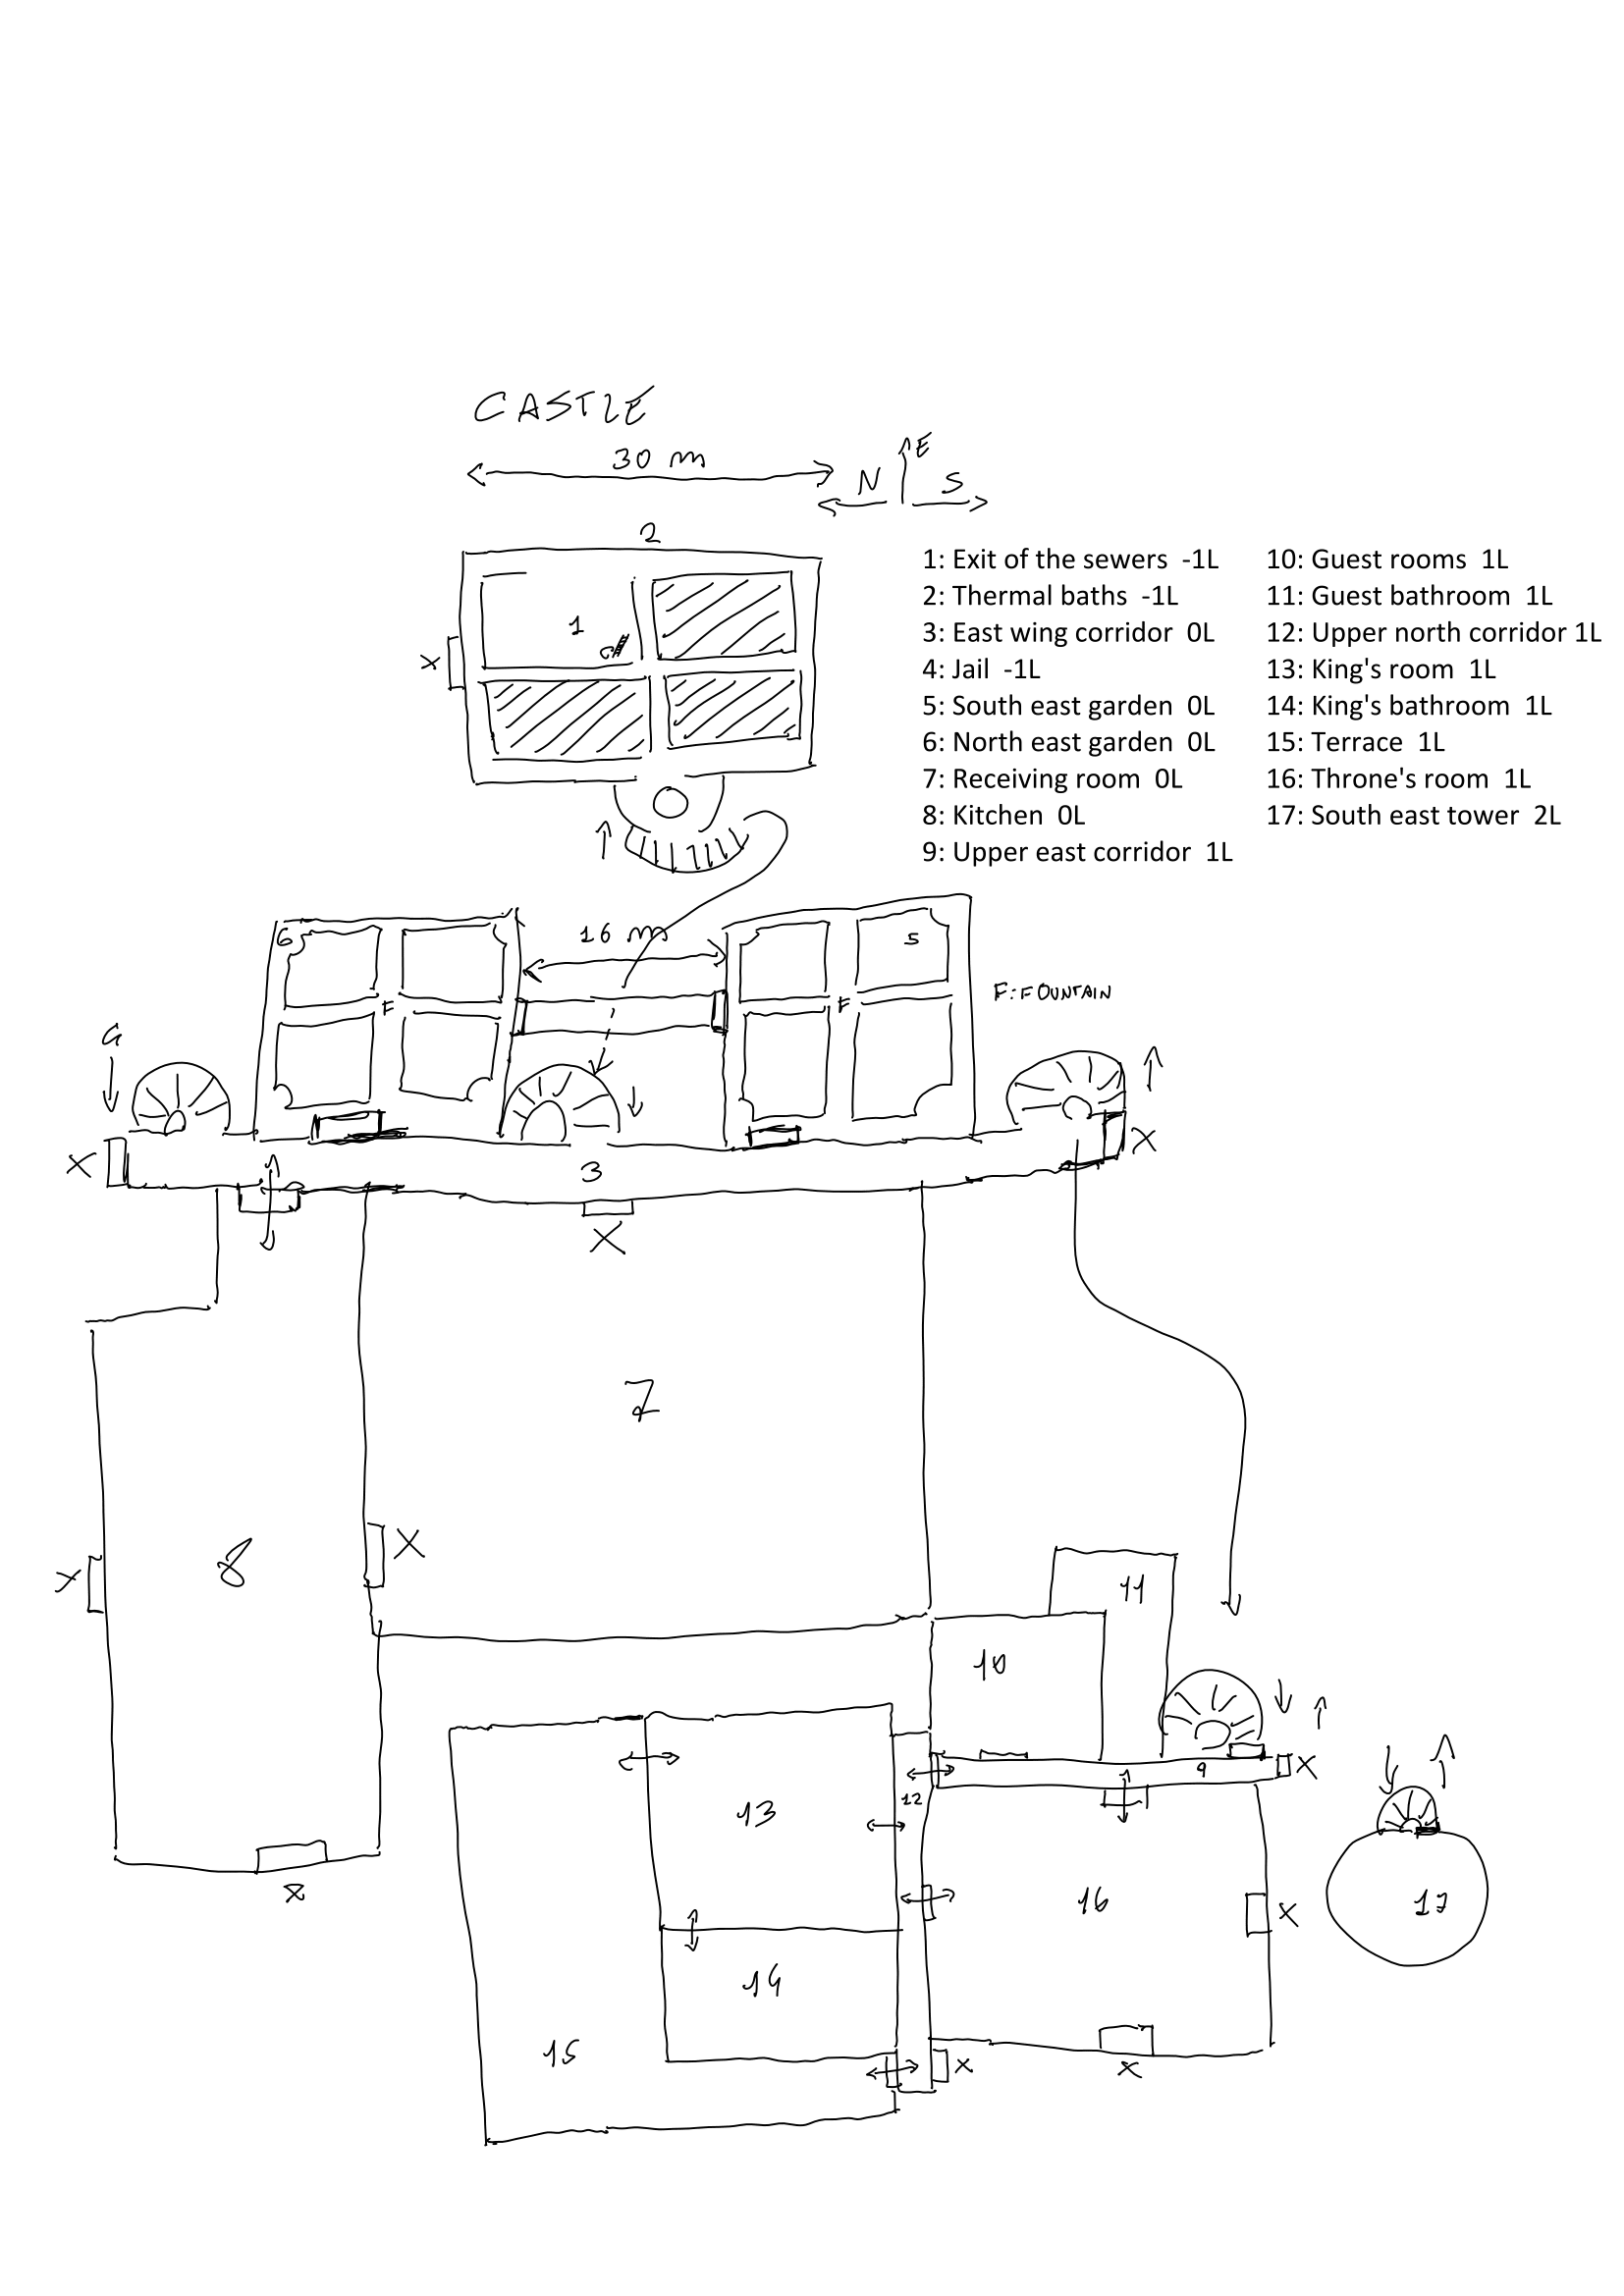 CASTLE
30 m
E
N S
2
1: Exit of the sewers -1L
2: Thermal baths -1L
3: East wing corridor 0L
4: Jail -1L
5: South east garden 0L
6: North east garden 0L
7: Receiving room 0L
8: Kitchen 0L
9: Upper east corridor 1L
10: Guest rooms 1L
11: Guest bathroom 1L
12: Upper north corridor 1L
13: King's room 1L
14: King's bathroom 1L
15: Terrace 1L
16: Throne's room 1L
17: South east tower 2L
1
X
6
16 m
5
F
F
F: FOUNTAIN
X
3
X
X
7
X
8
X
11
10
9
X
12
13
X
16
X
17
14
15
X
X